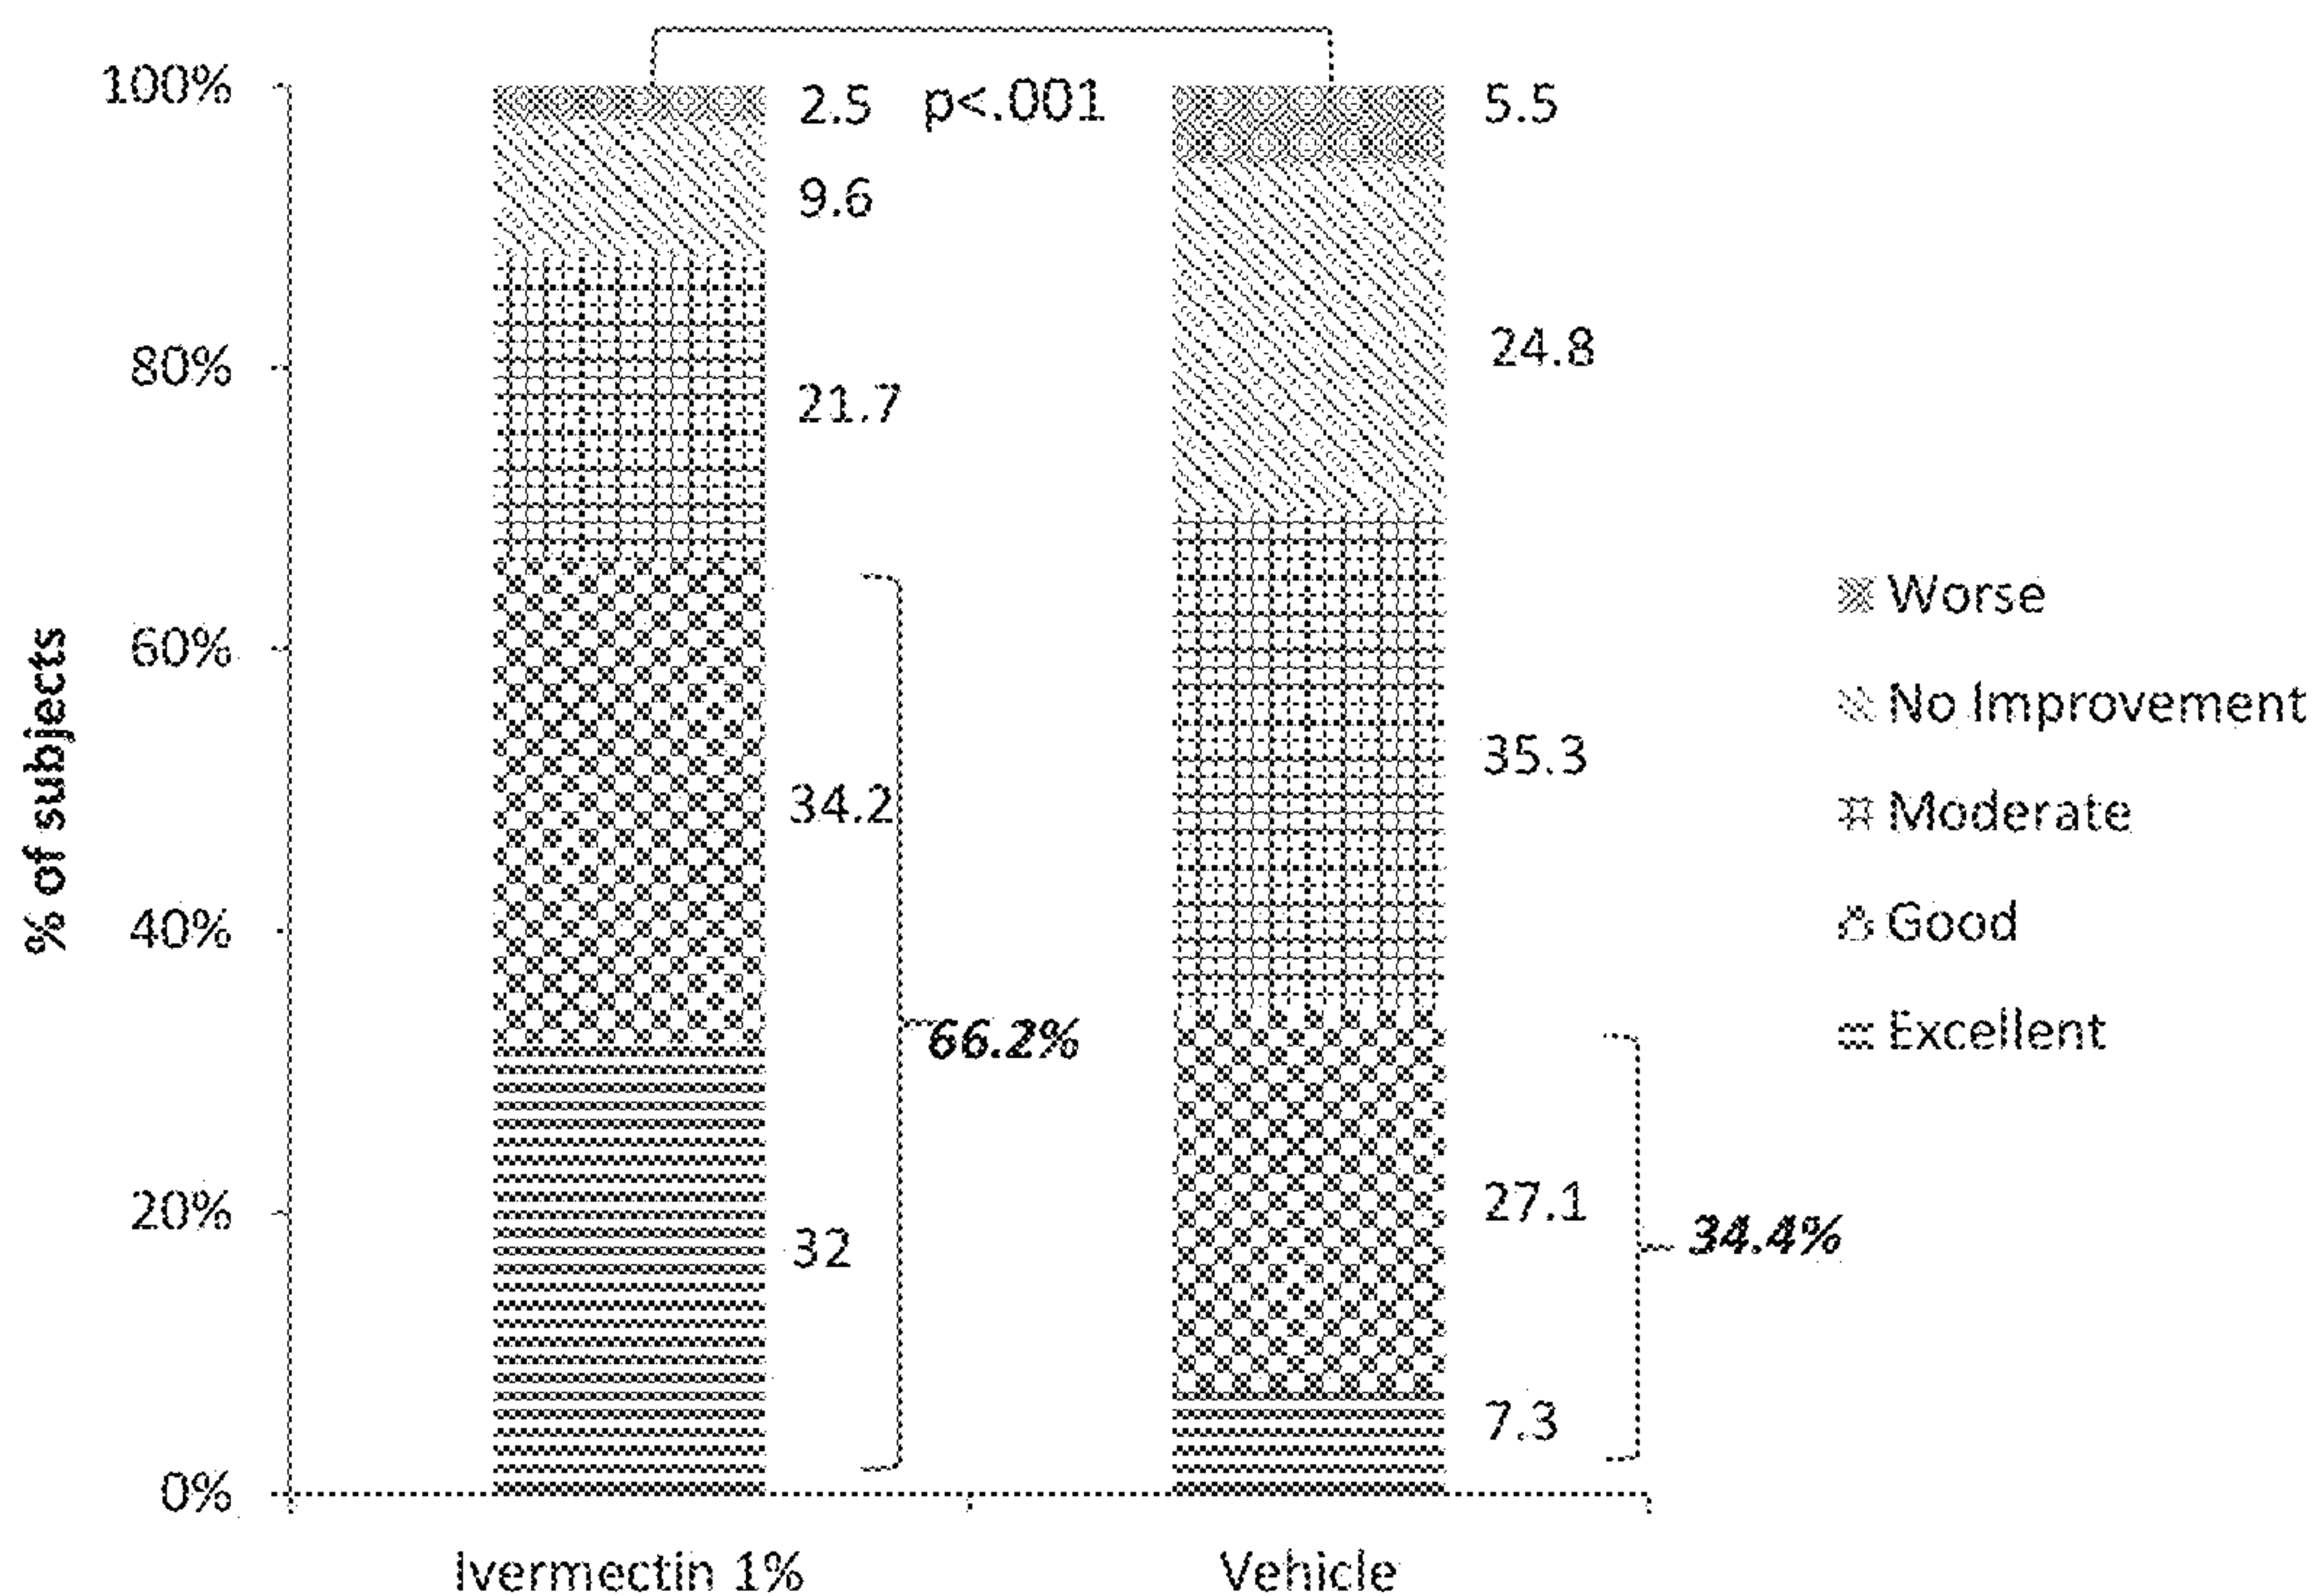 100%
80%
60%
40%
20%
0%
% of subjects
2.5
9.6
21.7
34.2
32
66.2%
p<.001
5.5
24.8
35.3
27.1
7.3
34.4%
Ivermectin 1%
Vehicle
Worse
No Improvement
Moderate
Good
Excellent